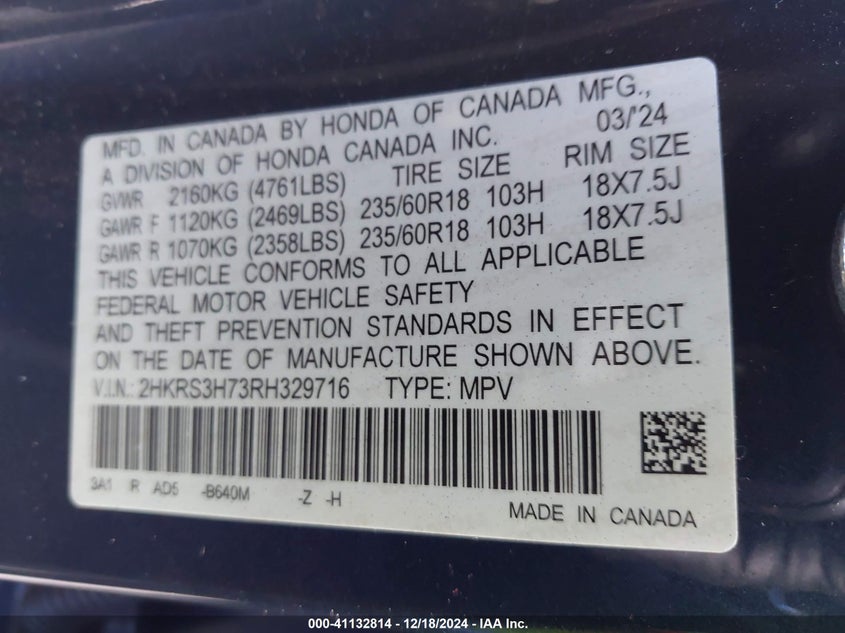 MFD. IN CANADA BY HONDA OF CANADA MFG.,
A DIVISION OF HONDA CANADA INC. 03/'24
GVWR 2160KG (4761LBS) TIRE SIZE RIM SIZE
GAWR F 1120KG (2469LBS) 235/60R18 103H 18X7.5J
GAWR R 1070KG (2358LBS) 235/60R18 103H 18X7.5J
THIS VEHICLE CONFORMS TO ALL APPLICABLE
FEDERAL MOTOR VEHICLE SAFETY
AND THEFT PREVENTION STANDARDS IN EFFECT
ON THE DATE OF MANUFACTURE SHOWN ABOVE.
V.I.N.: 2HKRS3H73RH329716 TYPE: MPV
3A1 R AD5 -B640M -Z -H
MADE IN CANADA
000-41132814 - 12/18/2024 - IAA, Inc.